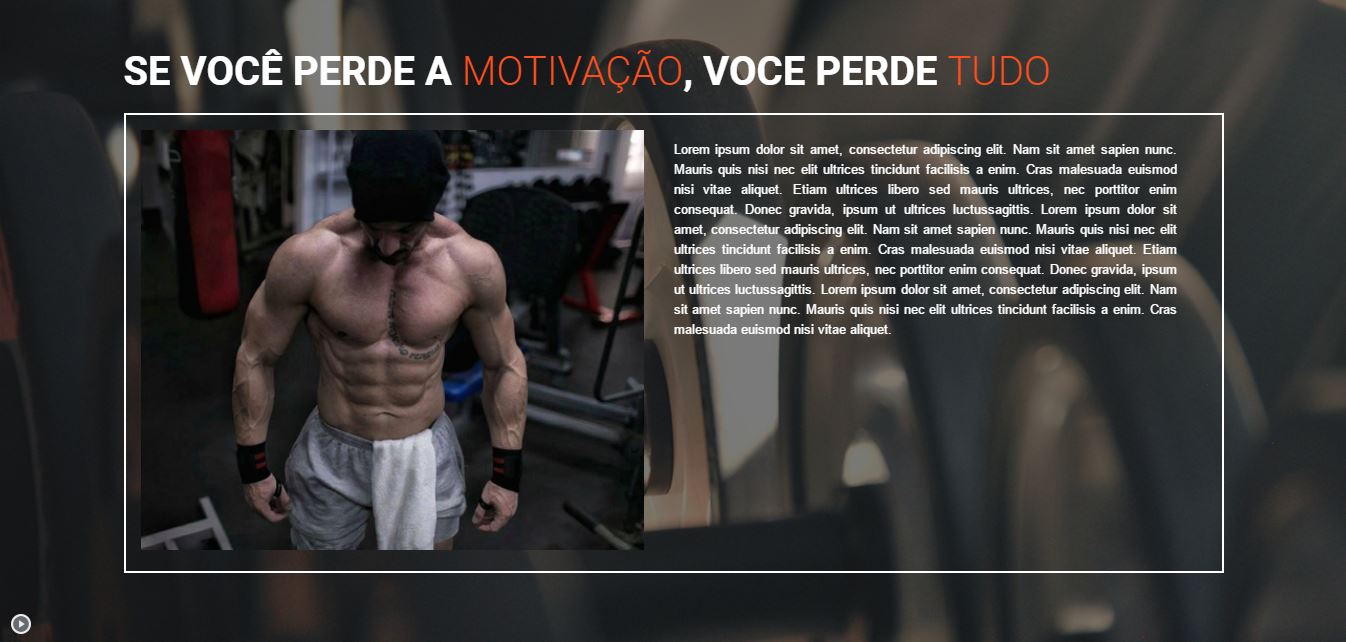 SE VOCÊ PERDE A MOTIVAÇÃO, VOCE PERDE TUDO
Lorem ipsum dolor sit amet, consectetur adipiscing elit. Nam sit amet sapien nunc.
Mauris quis nisi nec elit ultrices tincidunt facilisis a enim. Cras malesuada euismod
nisi vitae aliquet. Etiam ultrices libero sed mauris ultrices, nec porttitor enim
consequat. Donec gravida, ipsum ut ultrices luctussagittis. Lorem ipsum dolor sit
amet, consectetur adipiscing elit. Nam sit amet sapien nunc. Mauris quis nisi nec elit
ultrices tincidunt facilisis a enim. Cras malesuada euismod nisi vitae aliquet. Etiam
ultrices libero sed mauris ultrices, nec porttitor enim consequat. Donec gravida, ipsum
ut ultrices luctussagittis. Lorem ipsum dolor sit amet, consectetur adipiscing elit. Nam
sit amet sapien nunc. Mauris quis nisi nec elit ultrices tincidunt facilisis a enim. Cras
malesuada euismod nisi vitae aliquet.